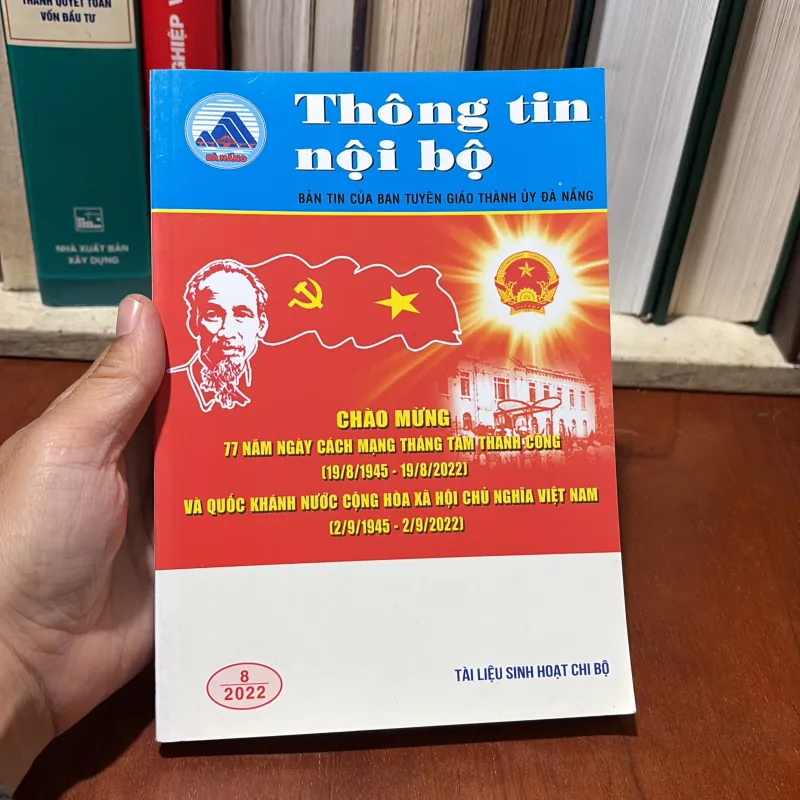 THANH QUYẾT TOÁN
VỐN ĐẦU TƯ
NHÀ XUẤT BẢN
XÂY DỰNG
ĐÀ NẴNG
Thông tin
nội bộ
BẢN TIN CỦA BAN TUYÊN GIÁO THÀNH ỦY ĐÀ NẴNG
CHÀO MỪNG
77 NĂM NGÀY CÁCH MẠNG THÁNG TÁM THÀNH CÔNG
(19/8/1945 - 19/8/2022)
VÀ QUỐC KHÁNH NƯỚC CỘNG HÒA XÃ HỘI CHỦ NGHĨA VIỆT NAM
(2/9/1945 - 2/9/2022)
8
2022
TÀI LIỆU SINH HOẠT CHI BỘ